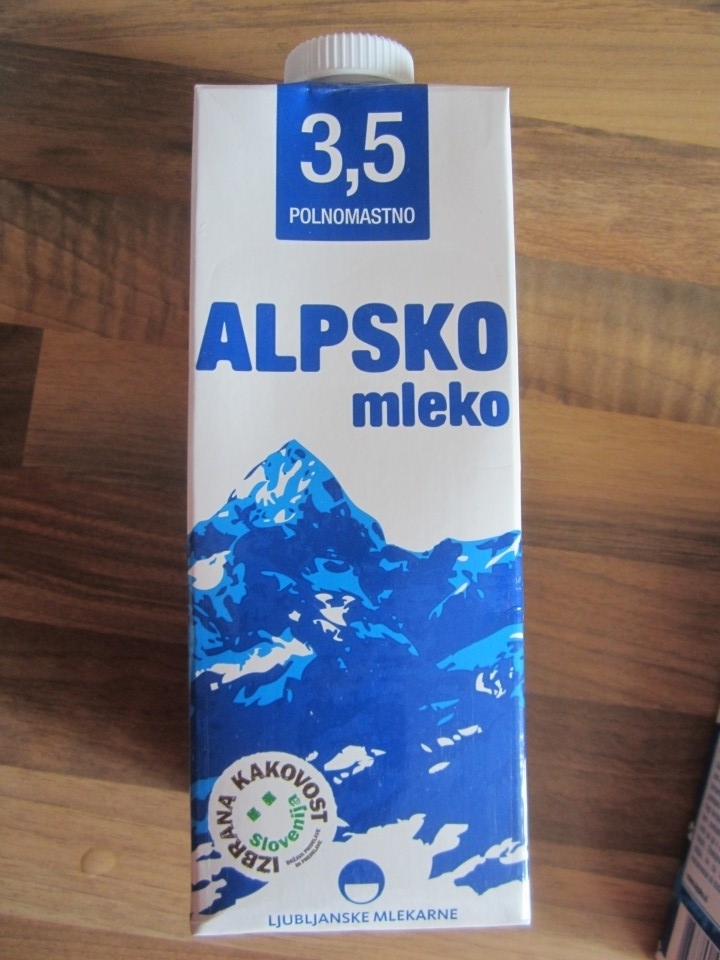 3,5
POLNOMASTNO
ALPSKO
mleko
IZBRANA KAKOVOST
Slovenija
LJUBLJANSKE MLEKARNE